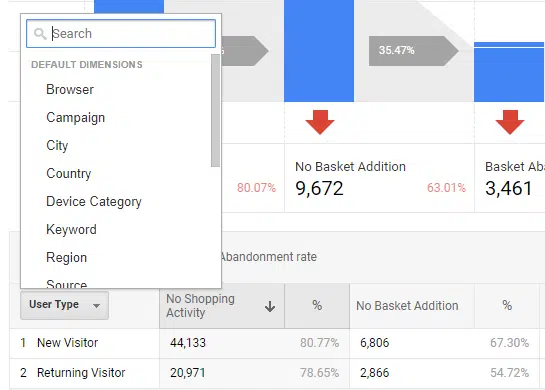 Search
DEFAULT DIMENSIONS
Browser
Campaign
City
Country
Device Category
Keyword
Region
Source
%
35.47%
80.07%
No Basket Addition
9,672
63.01%
Basket Aba
3,461
Abandonment rate
User Type
No Shopping
Activity
%
No Basket Addition
%
1 New Visitor 44,133 80.77% 6,806 67.30%
2 Returning Visitor 20,971 78.65% 2,866 54.72%